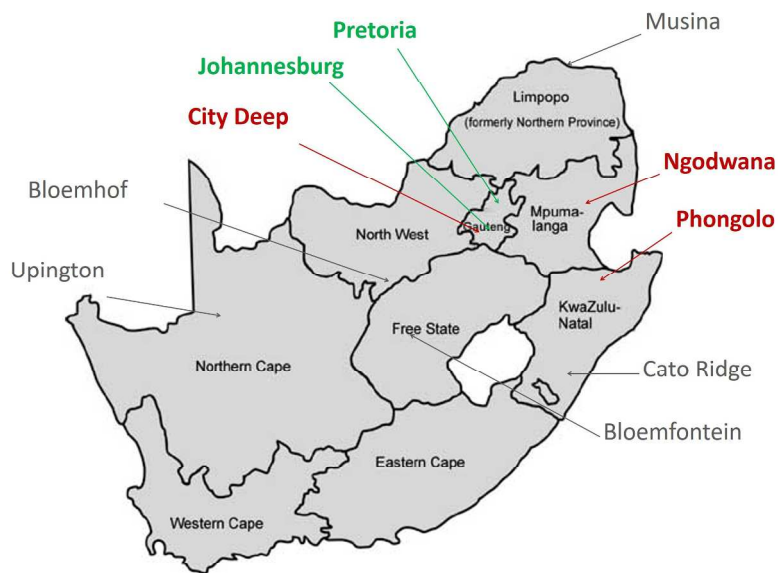 Musina
Pretoria
Johannesburg
City Deep
Limpopo
(formerly Northern Province)
Ngodwana
Bloemhof
Mpuma-
langa
Phongolo
Gauteng
North West
Upington
KwaZulu-
Natal
Free State
Northern Cape
Cato Ridge
Bloemfontein
Eastern Cape
Western Cape